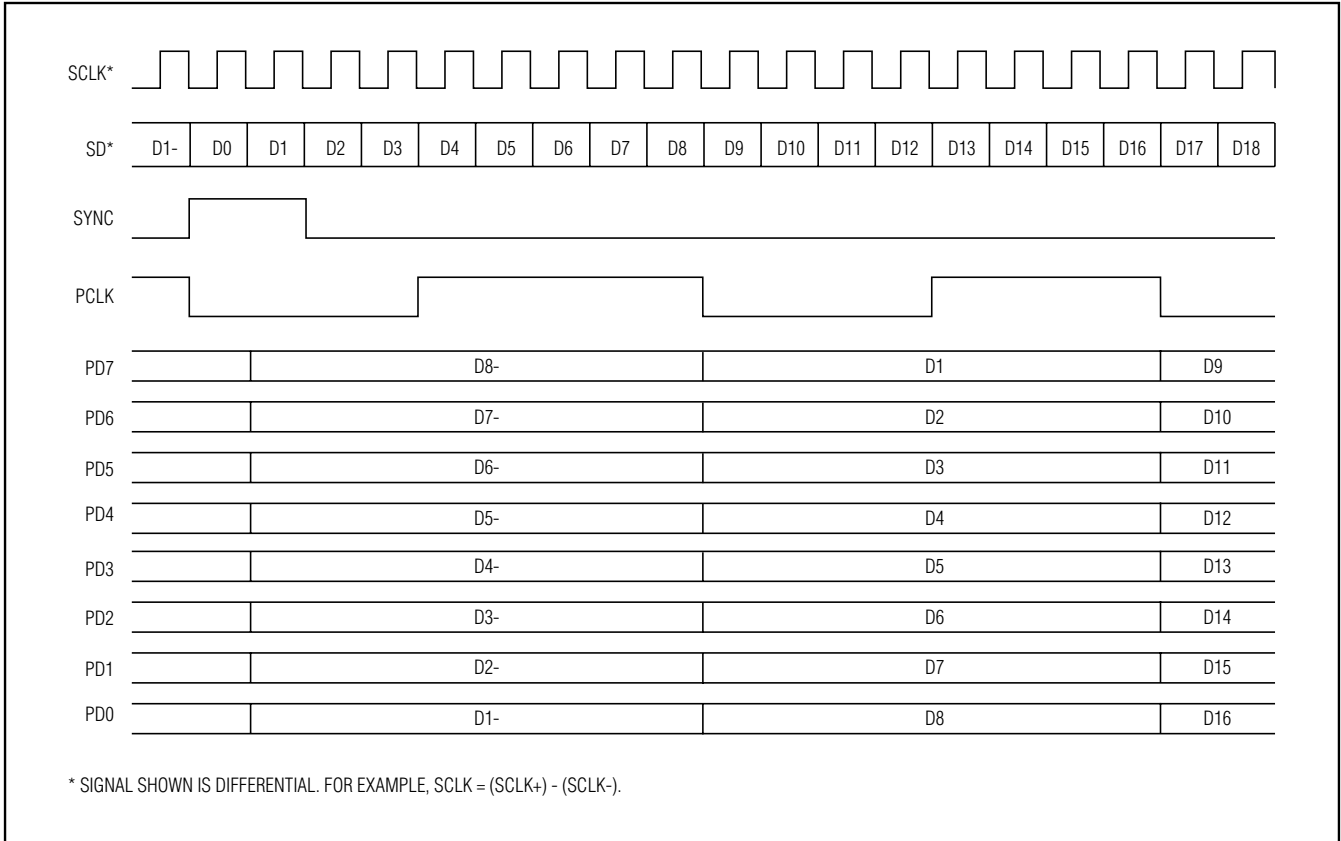 SCLK*
SD* D1- D0 D1 D2 D3 D4 D5 D6 D7 D8 D9 D10 D11 D12 D13 D14 D15 D16 D17 D18
SYNC
PCLK
PD7 D8- D1 D9
PD6 D7- D2 D10
PD5 D6- D3 D11
PD4 D5- D4 D12
PD3 D4- D5 D13
PD2 D3- D6 D14
PD1 D2- D7 D15
PD0 D1- D8 D16
* SIGNAL SHOWN IS DIFFERENTIAL. FOR EXAMPLE, SCLK = (SCLK+) - (SCLK-).